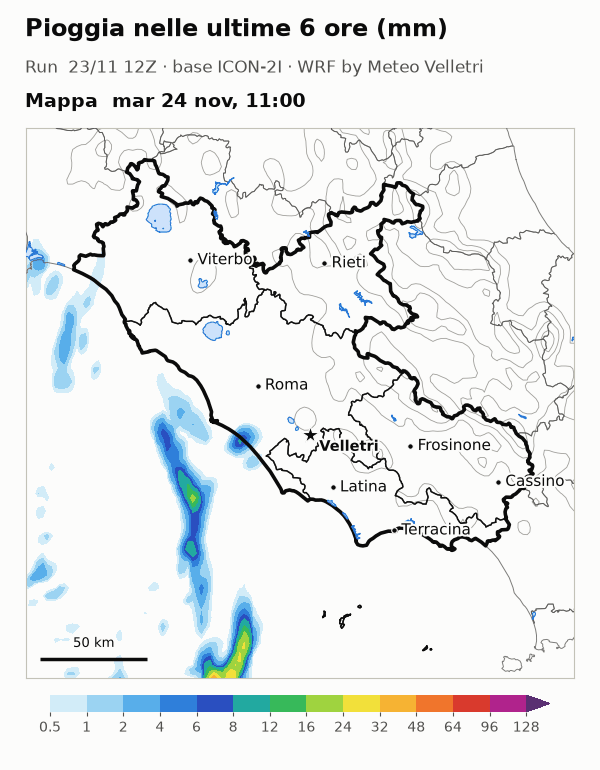 Pioggia nelle ultime 6 ore (mm)
Run  23/11 12Z · base ICON-2I · WRF by Meteo Velletri
Mappa  mar 24 nov, 11:00
Viterbo
Rieti
Roma
Velletri
Frosinone
Cassino
Latina
Terracina
50 km
0.5 1 2 4 6 8 12 16 24 32 48 64 96 128